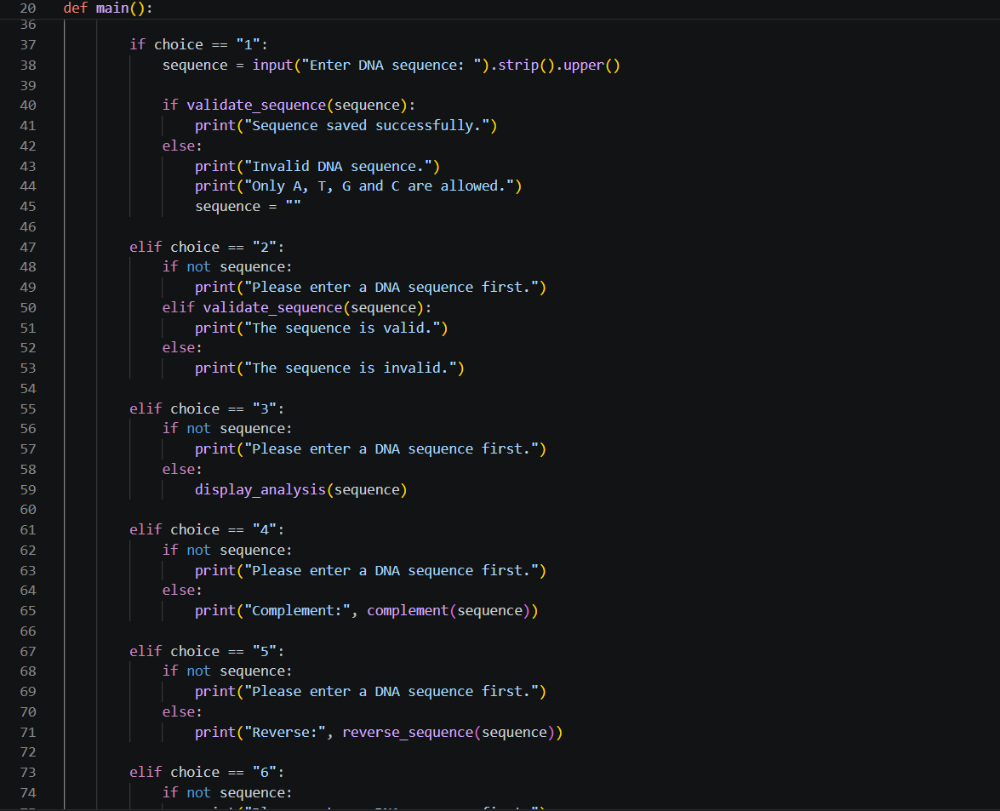 20 def main():
36
37 if choice == "1":
38 sequence = input("Enter DNA sequence: ").strip().upper()
39
40 if validate_sequence(sequence):
41 print("Sequence saved successfully.")
42 else:
43 print("Invalid DNA sequence.")
44 print("Only A, T, G and C are allowed.")
45 sequence = ""
46
47 elif choice == "2":
48 if not sequence:
49 print("Please enter a DNA sequence first.")
50 elif validate_sequence(sequence):
51 print("The sequence is valid.")
52 else:
53 print("The sequence is invalid.")
54
55 elif choice == "3":
56 if not sequence:
57 print("Please enter a DNA sequence first.")
58 else:
59 display_analysis(sequence)
60
61 elif choice == "4":
62 if not sequence:
63 print("Please enter a DNA sequence first.")
64 else:
65 print("Complement:", complement(sequence))
66
67 elif choice == "5":
68 if not sequence:
69 print("Please enter a DNA sequence first.")
70 else:
71 print("Reverse:", reverse_sequence(sequence))
72
73 elif choice == "6":
74 if not sequence: